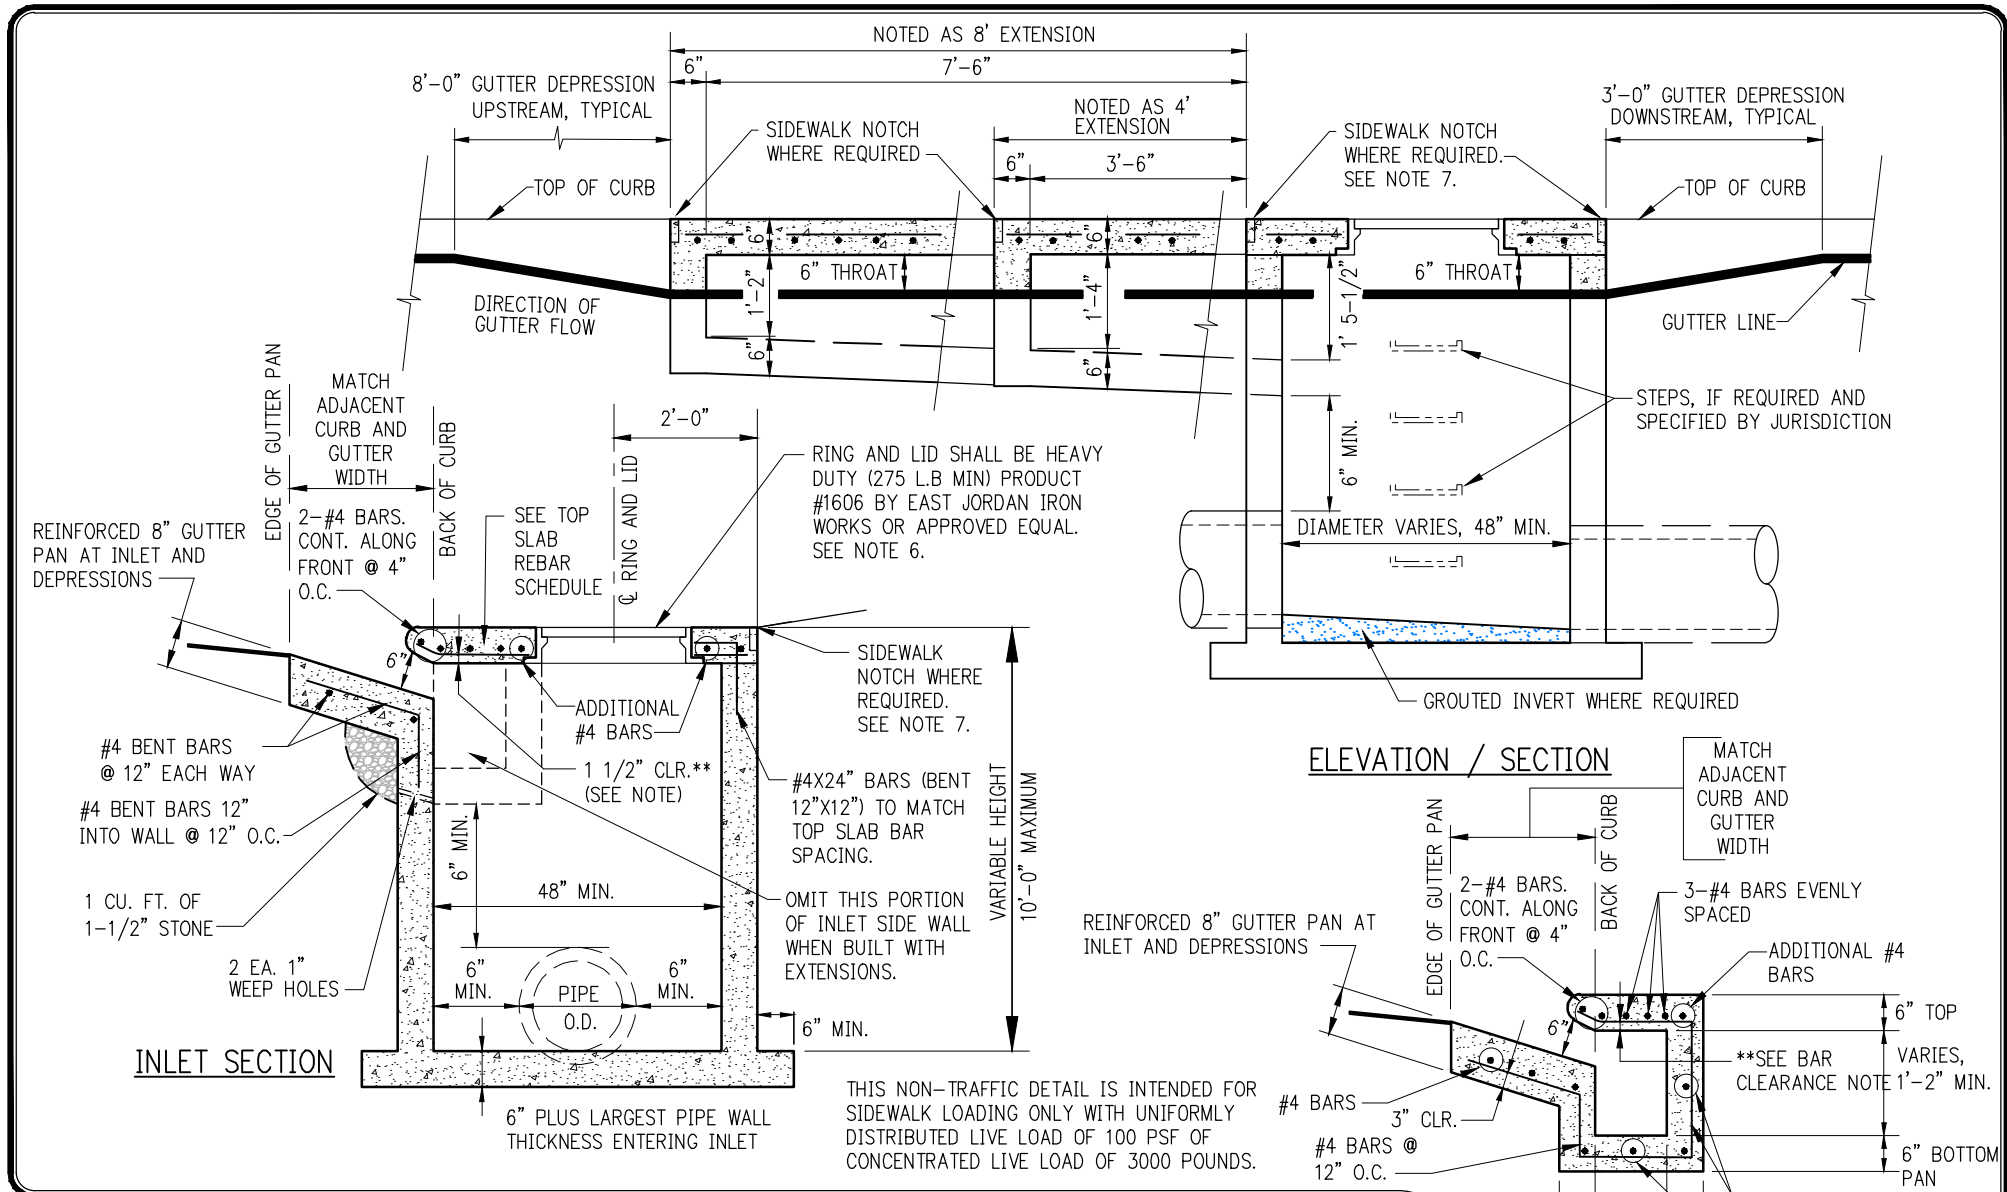 NOTED AS 8' EXTENSION
6"
7'-6"
8'-0" GUTTER DEPRESSION
UPSTREAM, TYPICAL
NOTED AS 4'
EXTENSION
3'-0" GUTTER DEPRESSION
DOWNSTREAM, TYPICAL
SIDEWALK NOTCH
WHERE REQUIRED
SIDEWALK NOTCH
WHERE REQUIRED.
SEE NOTE 7.
6"
3'-6"
TOP OF CURB
TOP OF CURB
6"
6"
6" THROAT
6" THROAT
1'-2"
1'-4"
1' 5-1/2"
6"
6"
DIRECTION OF
GUTTER FLOW
GUTTER LINE
STEPS, IF REQUIRED AND
SPECIFIED BY JURISDICTION
6" MIN.
DIAMETER VARIES, 48" MIN.
GROUTED INVERT WHERE REQUIRED
ELEVATION / SECTION
EDGE OF GUTTER PAN
MATCH
ADJACENT
CURB AND
GUTTER
WIDTH
BACK OF CURB
2'-0"
℄ RING AND LID
RING AND LID SHALL BE HEAVY
DUTY (275 L.B MIN) PRODUCT
#1606 BY EAST JORDAN IRON
WORKS OR APPROVED EQUAL.
SEE NOTE 6.
REINFORCED 8" GUTTER
PAN AT INLET AND
DEPRESSIONS
2-#4 BARS.
CONT. ALONG
FRONT @ 4"
O.C.
SEE TOP
SLAB
REBAR
SCHEDULE
6"
SIDEWALK
NOTCH WHERE
REQUIRED.
SEE NOTE 7.
ADDITIONAL
#4 BARS
#4 BENT BARS
@ 12" EACH WAY
1 1/2" CLR.**
(SEE NOTE)
#4 BENT BARS 12"
INTO WALL @ 12" O.C.
#4X24" BARS (BENT
12"X12") TO MATCH
TOP SLAB BAR
SPACING.
6" MIN.
48" MIN.
VARIABLE HEIGHT
10'-0" MAXIMUM
1 CU. FT. OF
1-1/2" STONE
OMIT THIS PORTION
OF INLET SIDE WALL
WHEN BUILT WITH
EXTENSIONS.
2 EA. 1"
WEEP HOLES
6"
MIN.
PIPE
O.D.
6"
MIN.
6" MIN.
INLET SECTION
6" PLUS LARGEST PIPE WALL
THICKNESS ENTERING INLET
THIS NON-TRAFFIC DETAIL IS INTENDED FOR
SIDEWALK LOADING ONLY WITH UNIFORMLY
DISTRIBUTED LIVE LOAD OF 100 PSF OF
CONCENTRATED LIVE LOAD OF 3000 POUNDS.
MATCH
ADJACENT
CURB AND
GUTTER
WIDTH
EDGE OF GUTTER PAN
BACK OF CURB
2-#4 BARS.
CONT. ALONG
FRONT @ 4"
O.C.
3-#4 BARS EVENLY
SPACED
REINFORCED 8" GUTTER PAN AT
INLET AND DEPRESSIONS
ADDITIONAL #4
BARS
6"
6" TOP
**SEE BAR
CLEARANCE NOTE
VARIES,
1'-2" MIN.
#4 BARS
3" CLR.
#4 BARS @
12" O.C.
6" BOTTOM
PAN